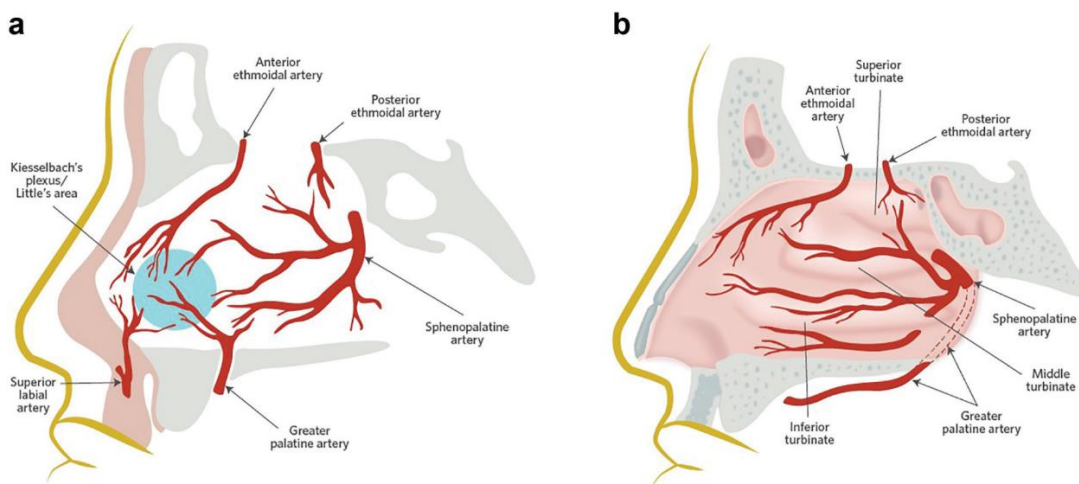 a
Anterior
ethmoidal artery
Posterior
ethmoidal artery
Kiesselbach's
plexus/
Little's area
Sphenopalatine
artery
Superior
labial
artery
Greater
palatine artery
b
Superior
turbinate
Anterior
ethmoidal
artery
Posterior
ethmoidal artery
Sphenopalatine
artery
Middle
turbinate
Greater
palatine artery
Inferior
turbinate